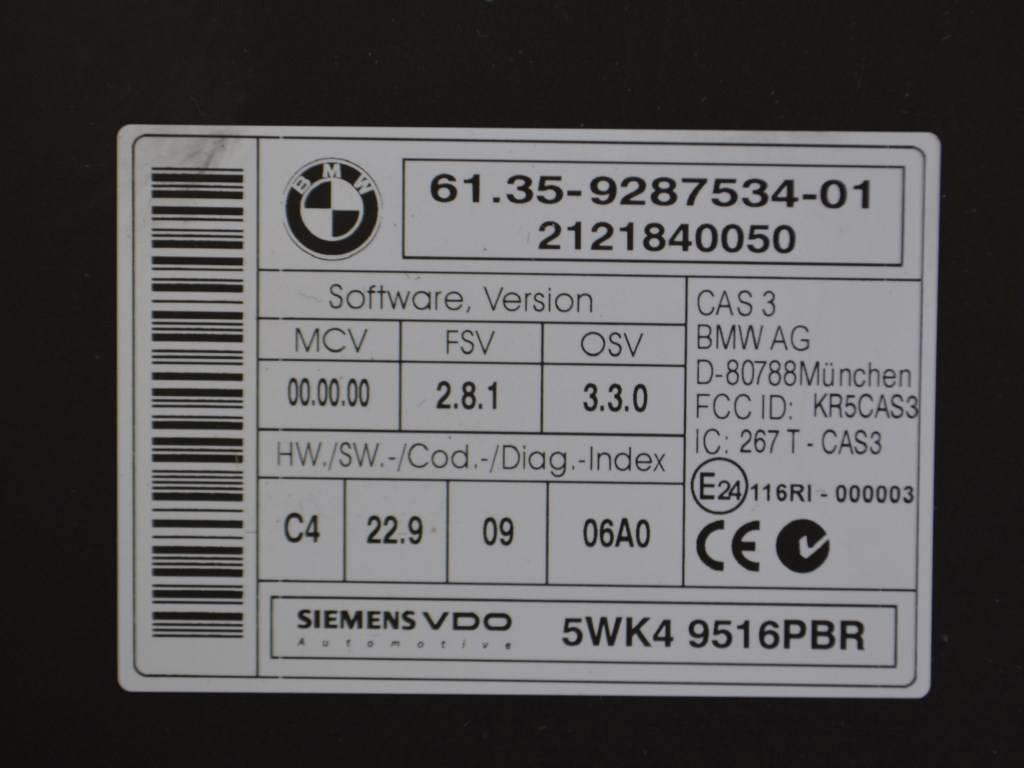 BMW
61.35-9287534-01
2121840050
Software, Version
MCV FSV OSV
00.00.00 2.8.1 3.3.0
HW./SW.-/Cod.-/Diag.-Index
C4 22.9 09 06A0
CAS 3
BMW AG
D-80788München
FCC ID: KR5CAS3
IC: 267 T - CAS3
E24 116RI - 000003
CE
SIEMENS VDO
Automotive
5WK4 9516PBR